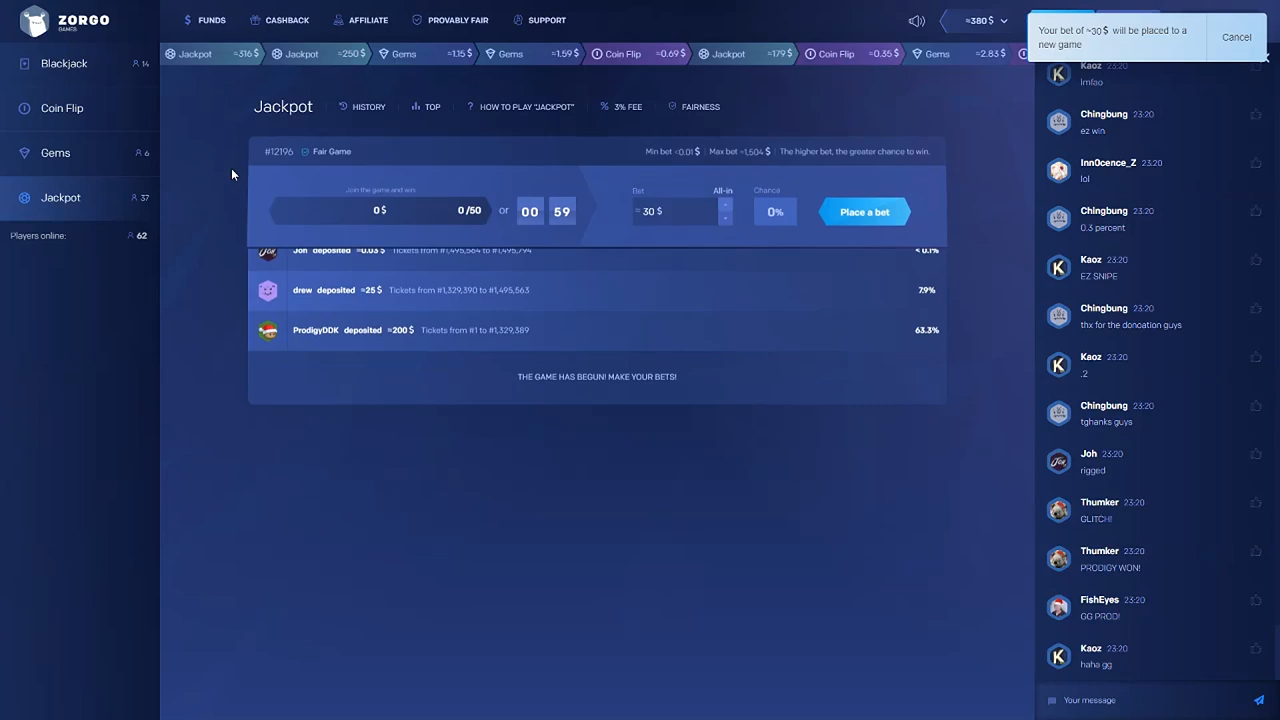 ZORGO
GAMES
$ FUNDS
CASHBACK
AFFILIATE
PROVABLY FAIR
SUPPORT
≈380 $
Your bet of ≈30 $ will be placed to a
new game
Cancel
Jackpot ≈316 $
Jackpot ≈250 $
Gems ≈1.15 $
Gems ≈1.59 $
Coin Flip ≈0.69 $
Jackpot ≈179 $
Coin Flip ≈0.35 $
Gems ≈2.83 $
Blackjack 14
Coin Flip
Gems 6
Jackpot 37
Players online: 62
Jackpot
HISTORY
TOP
? HOW TO PLAY "JACKPOT"
% 3% FEE
FAIRNESS
#12196 Fair Game
Min bet <0.01 $ Max bet ≈1,504 $ The higher bet, the greater chance to win.
Join the game and win:
0 $ 0 /50 or 00 59
Bet All-in
≈ 30 $
Chance
0%
Place a bet
Joh deposited ≈0.03 $ Tickets from #1,495,564 to #1,495,794 < 0.1%
drew deposited ≈25 $ Tickets from #1,329,390 to #1,495,563 7.9%
ProdigyDDK deposited ≈200 $ Tickets from #1 to #1,329,389 63.3%
THE GAME HAS BEGUN! MAKE YOUR BETS!
Kaoz 23:20
lmfao
Chingbung 23:20
ez win
Inn0cence_Z 23:20
lol
Chingbung 23:20
0.3 percent
Kaoz 23:20
EZ SNIPE
Chingbung 23:20
thx for the doncation guys
Kaoz 23:20
.2
Chingbung 23:20
tghanks guys
Joh 23:20
rigged
Thumker 23:20
GLITCH!
Thumker 23:20
PRODIGY WON!
FishEyes 23:20
GG PROD!
Kaoz 23:20
haha gg
Your message